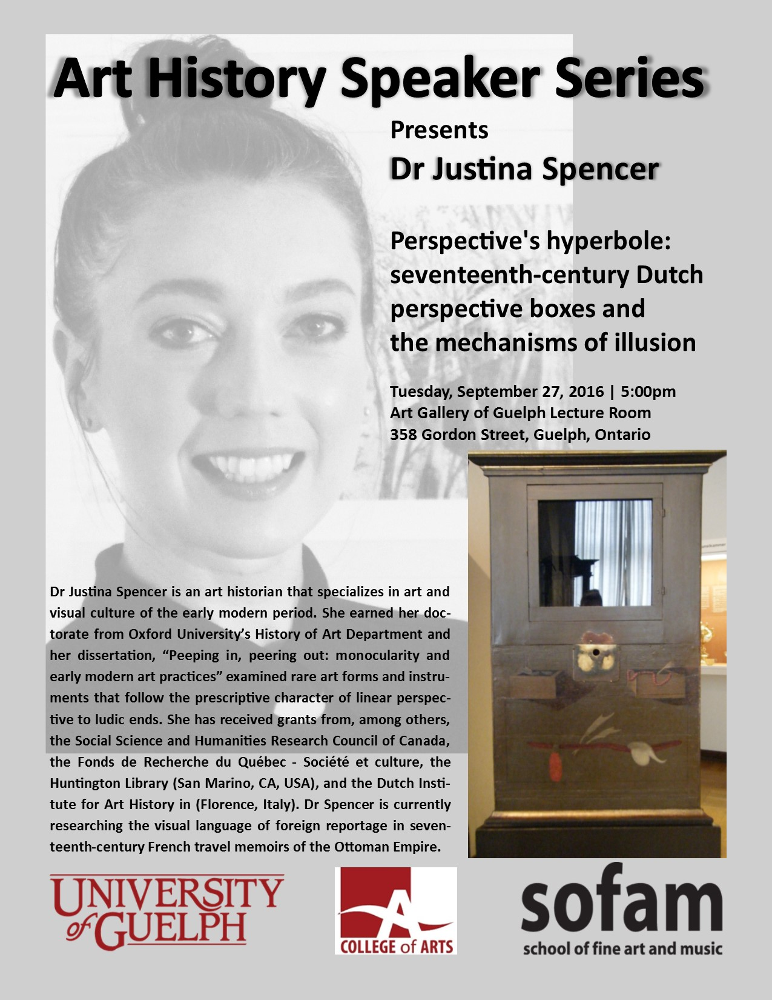 Art History Speaker Series
Presents
Dr Justina Spencer
Perspective's hyperbole:
seventeenth-century Dutch
perspective boxes and
the mechanisms of illusion
Tuesday, September 27, 2016 | 5:00pm
Art Gallery of Guelph Lecture Room
358 Gordon Street, Guelph, Ontario
Dr Justina Spencer is an art historian that specializes in art and
visual culture of the early modern period. She earned her doc-
torate from Oxford University’s History of Art Department and
her dissertation, “Peeping in, peering out: monocularity and
early modern art practices” examined rare art forms and instru-
ments that follow the prescriptive character of linear perspec-
tive to ludic ends. She has received grants from, among others,
the Social Science and Humanities Research Council of Canada,
the Fonds de Recherche du Québec - Société et culture, the
Huntington Library (San Marino, CA, USA), and the Dutch Insti-
tute for Art History in (Florence, Italy). Dr Spencer is currently
researching the visual language of foreign reportage in seven-
teenth-century French travel memoirs of the Ottoman Empire.
UNIVERSITY
of GUELPH
A
COLLEGE of ARTS
sofam
school of fine art and music